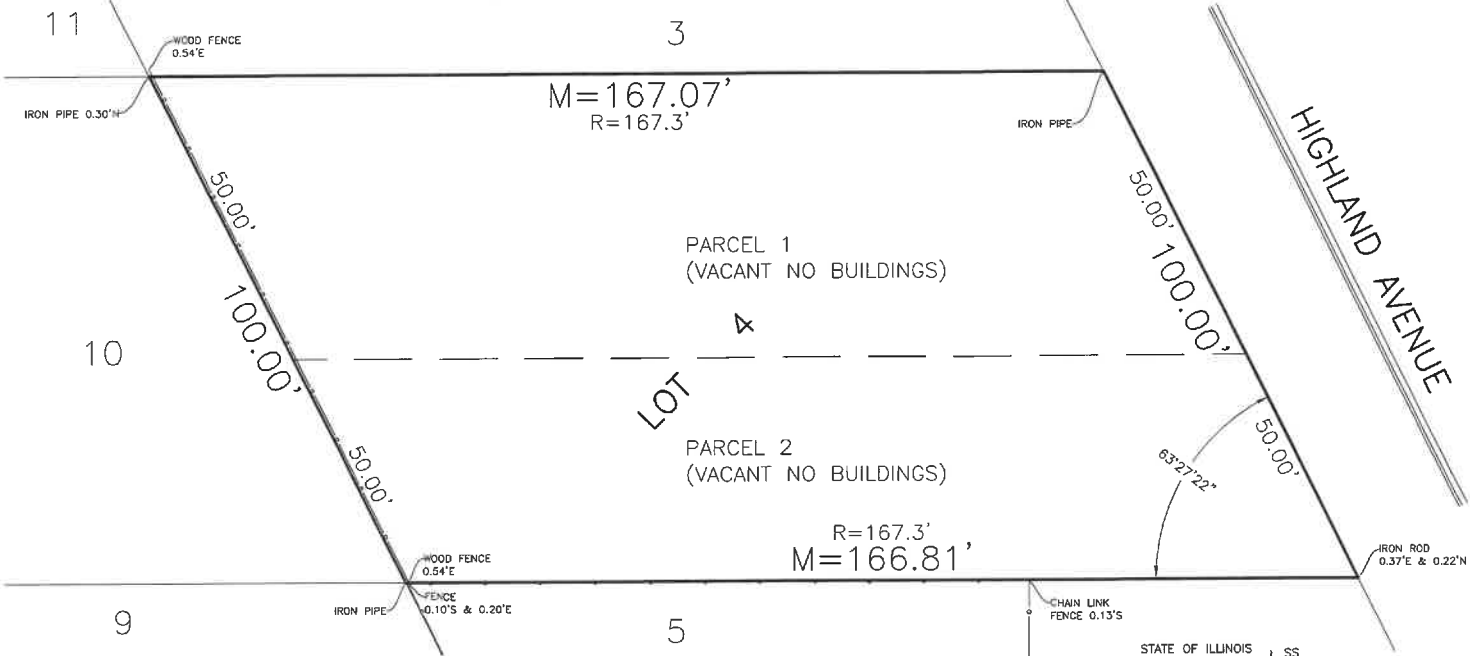 11
3
WOOD FENCE
0.54'E
M=167.07'
R=167.3'
IRON PIPE 0.30'N
IRON PIPE
HIGHLAND AVENUE
50.00'
50.00'
PARCEL 1
(VACANT NO BUILDINGS)
100.00'
100.00'
10
LOT 4
PARCEL 2
(VACANT NO BUILDINGS)
50.00'
50.00'
63°27'22"
R=167.3'
M=166.81'
WOOD FENCE
0.54'E
IRON ROD
0.37'E & 0.22'N
FENCE
0.10'S & 0.20'E
IRON PIPE
CHAIN LINK
FENCE 0.13'S
9
5
STATE OF ILLINOIS ) SS